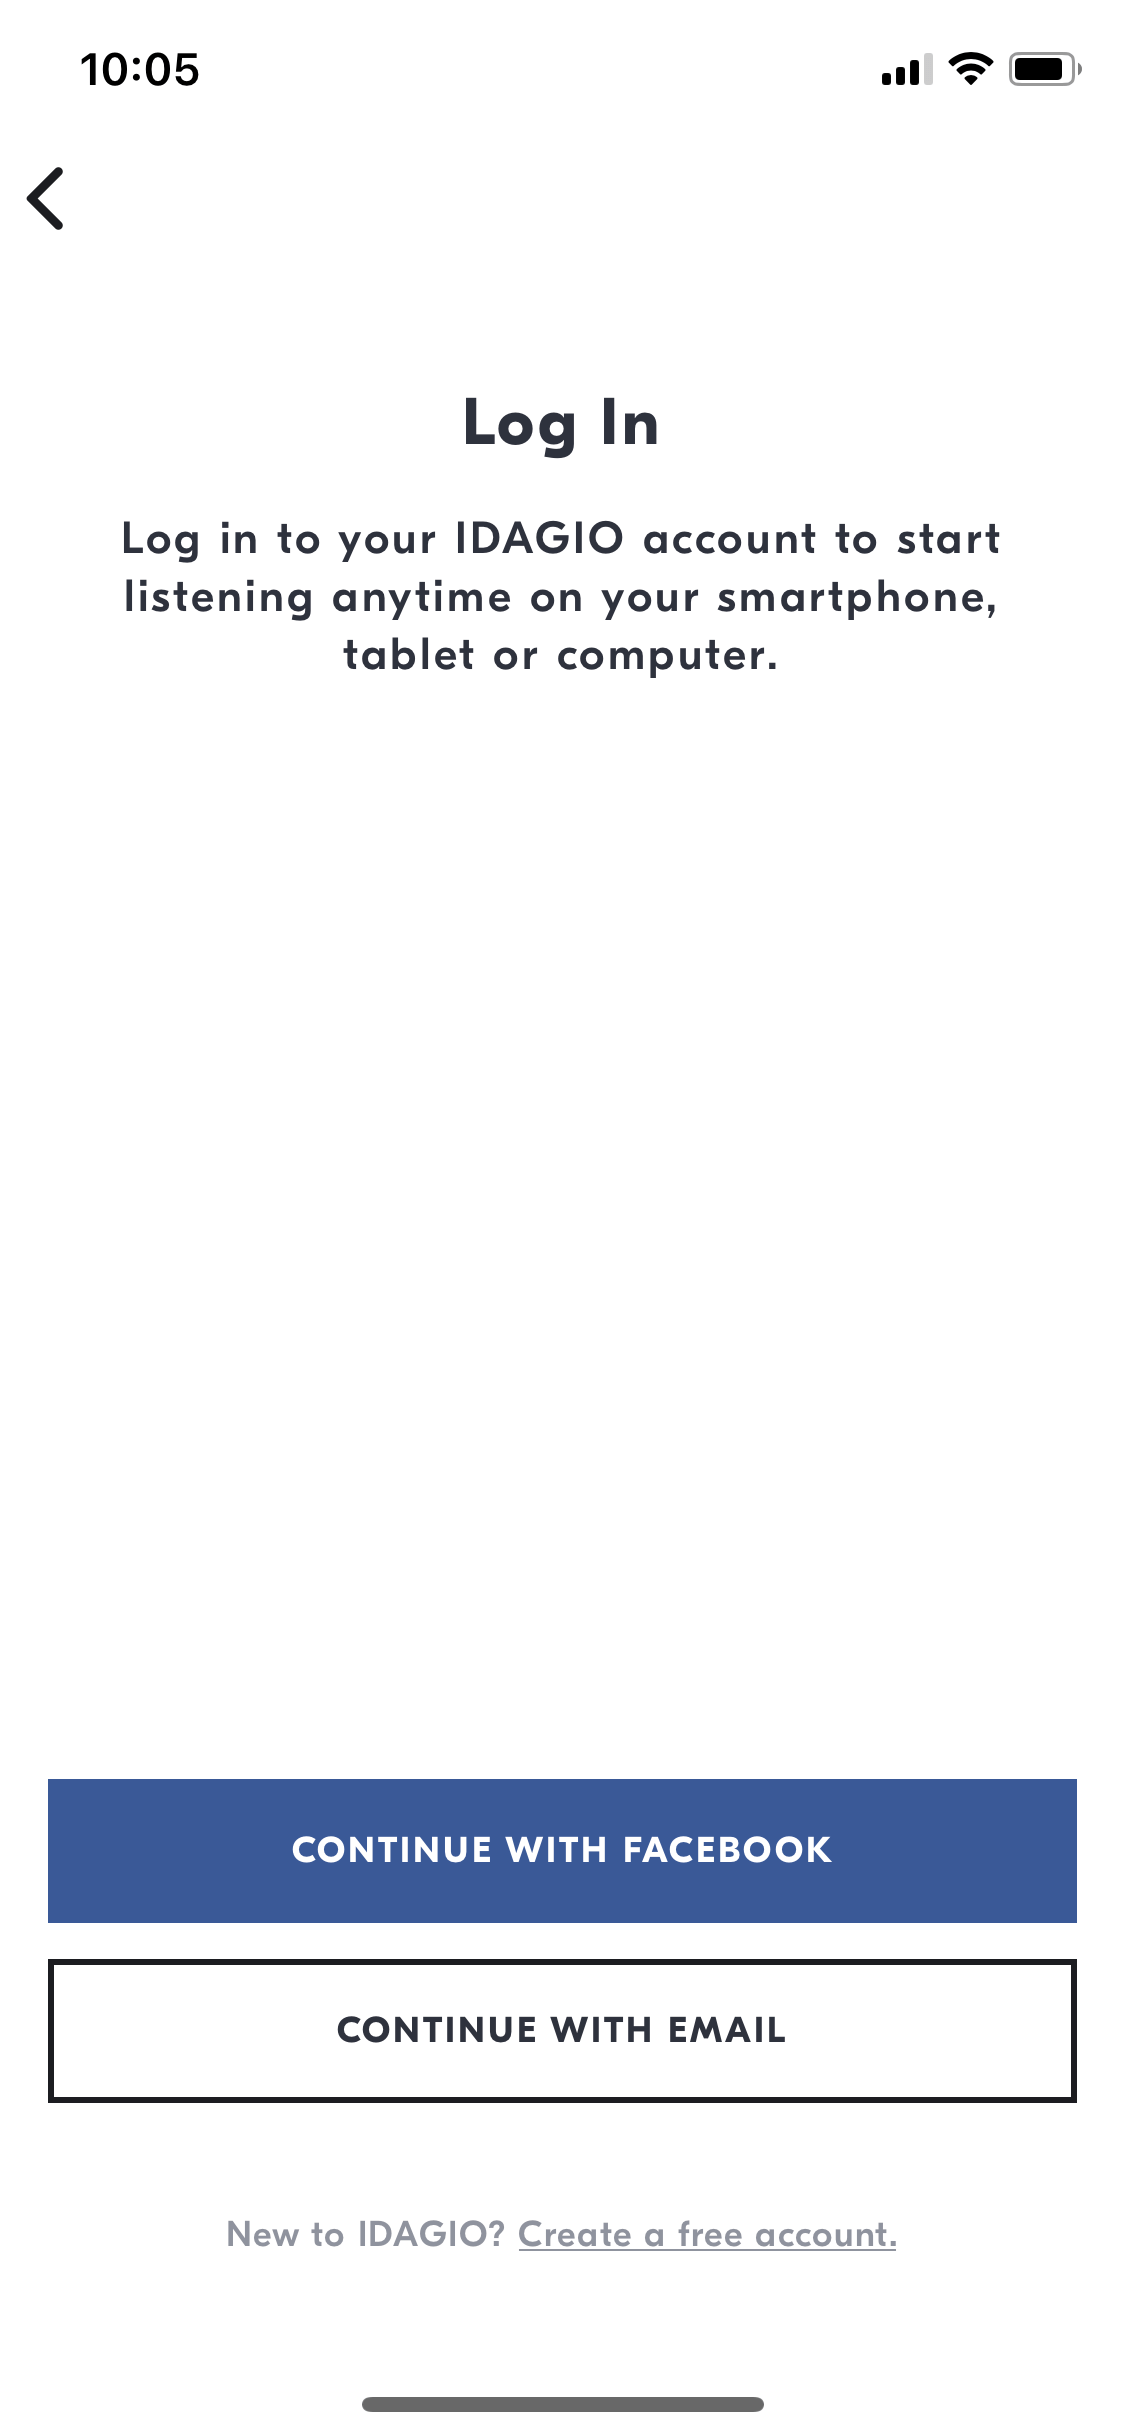 10:05
Log In
Log in to your IDAGIO account to start
listening anytime on your smartphone,
tablet or computer.
CONTINUE WITH FACEBOOK
CONTINUE WITH EMAIL
New to IDAGIO? Create a free account.